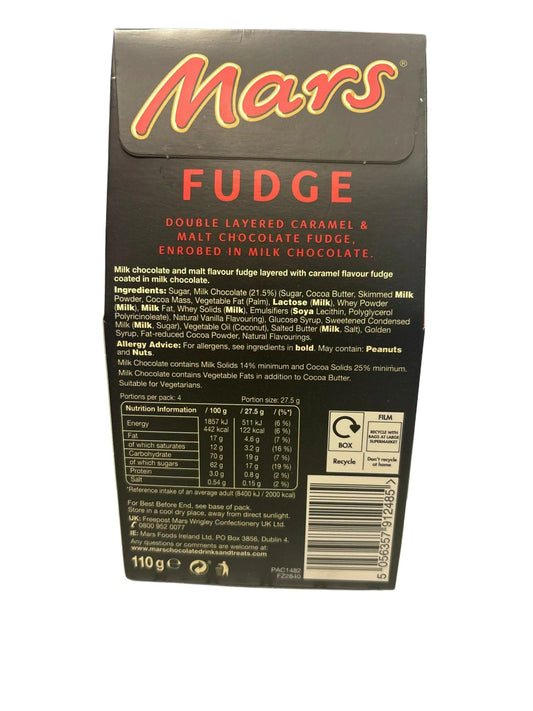 Mars®
FUDGE
DOUBLE LAYERED CARAMEL &
MALT CHOCOLATE FUDGE,
ENROBED IN MILK CHOCOLATE.
Milk chocolate and malt flavour fudge layered with caramel flavour fudge
coated in milk chocolate.
Ingredients: Sugar, Milk Chocolate (21.5%) (Sugar, Cocoa Butter, Skimmed Milk
Powder, Cocoa Mass, Vegetable Fat (Palm), Lactose (Milk), Whey Powder
(Milk), Milk Fat, Whey Solids (Milk), Emulsifiers (Soya Lecithin, Polyglycerol
Polyricinoleate), Natural Vanilla Flavouring), Glucose Syrup, Sweetened Condensed
Milk (Milk, Sugar), Vegetable Oil (Coconut), Salted Butter (Milk, Salt), Golden
Syrup, Fat-reduced Cocoa Powder, Natural Flavourings.
Allergy Advice: For allergens, see ingredients in bold. May contain: Peanuts
and Nuts.
Milk Chocolate contains Milk Solids 14% minimum and Cocoa Solids 25% minimum.
Milk Chocolate contains Vegetable Fats in addition to Cocoa Butter.
Suitable for Vegetarians.
Portions per pack: 4 Portion size: 27.5 g
Nutrition Information / 100 g / 27.5 g / (%*)
Energy 1857 kJ 511 kJ (6 %)
442 kcal 122 kcal (6 %)
Fat 17 g 4.6 g (7 %)
of which saturates 12 g 3.2 g (16 %)
Carbohydrate 70 g 19 g (7 %)
of which sugars 62 g 17 g (19 %)
Protein 3.0 g 0.8 g (2 %)
Salt 0.54 g 0.15 g (2 %)
*Reference intake of an average adult (8400 kJ / 2000 kcal)
BOX
Recycle
FILM
RECYCLE WITH
BAGS AT LARGE
SUPERMARKET
Don't recycle
at home
For Best Before End, see base of pack.
Store in a cool dry place, away from direct sunlight.
UK: Freepost Mars Wrigley Confectionery UK Ltd.
0800 952 0077
IE: Mars Foods Ireland Ltd, PO Box 3856, Dublin 4.
Any questions or comments are welcome at:
www.marschocolatedrinksandtreats.com
110g e
PAC1482
FZ2840
5 056357 912485 >